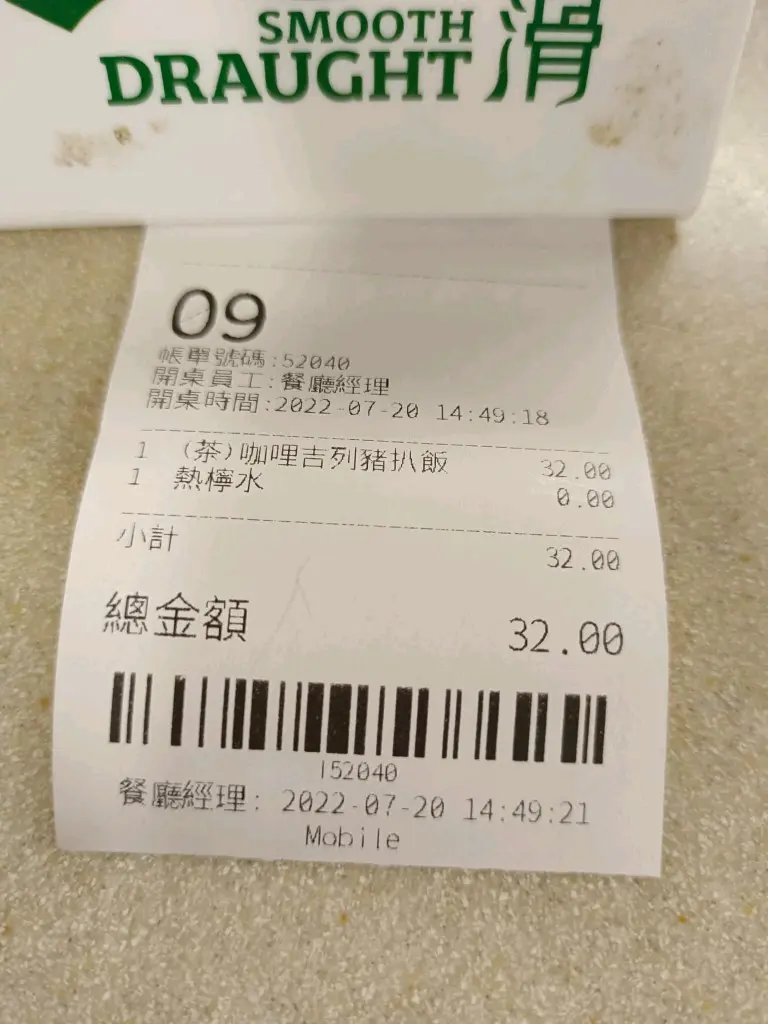 SMOOTH
DRAUGHT 滑
09
帳單號碼:52040
開桌員工:餐廳經理
開桌時間:2022-07-20 14:49:18
1 (茶)咖哩吉列豬扒飯 32.00
1 熱檸水 0.00
小計 32.00
總金額 32.00
152040
餐廳經理: 2022-07-20 14:49:21
Mobile